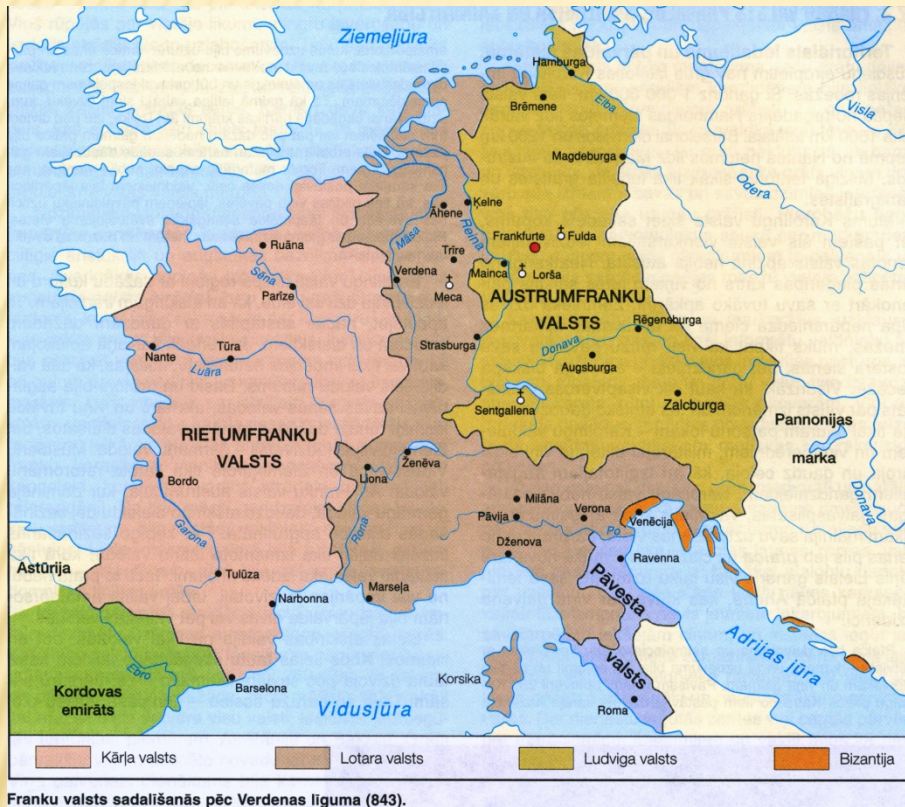 Ziemeļjūra
Hamburga
Brēmene
Elba
Visla
Magdeburga
Odera
Ķelne
Āhene
Māsa
Reina
Frankfurte
Fulda
Ruāna
Trīre
Mainca
Lorša
Sēna
Verdena
Meca
Parīze
AUSTRUMFRANKU
VALSTS
Rēgensburga
Strasburga
Donava
Nante
Tūra
Augsburga
Luāra
Zalcburga
Sentgallena
Pannonijas
marka
RIETUMFRANKU
VALSTS
Ženēva
Liona
Donava
Bordo
Milāna
Rona
Pāvija
Verona
Venēcija
Po
Garona
Dženova
Ravenna
Astūrija
Tulūza
Marseļa
Narbonna
Pāvesta
valsts
Adrijas jūra
Ebro
Korsika
Kordovas
emirāts
Barselona
Vidusjūra
Roma
Kārļa valsts
Lotara valsts
Ludviga valsts
Bizantija
Franku valsts sadalīšanās pēc Verdenas līguma (843).